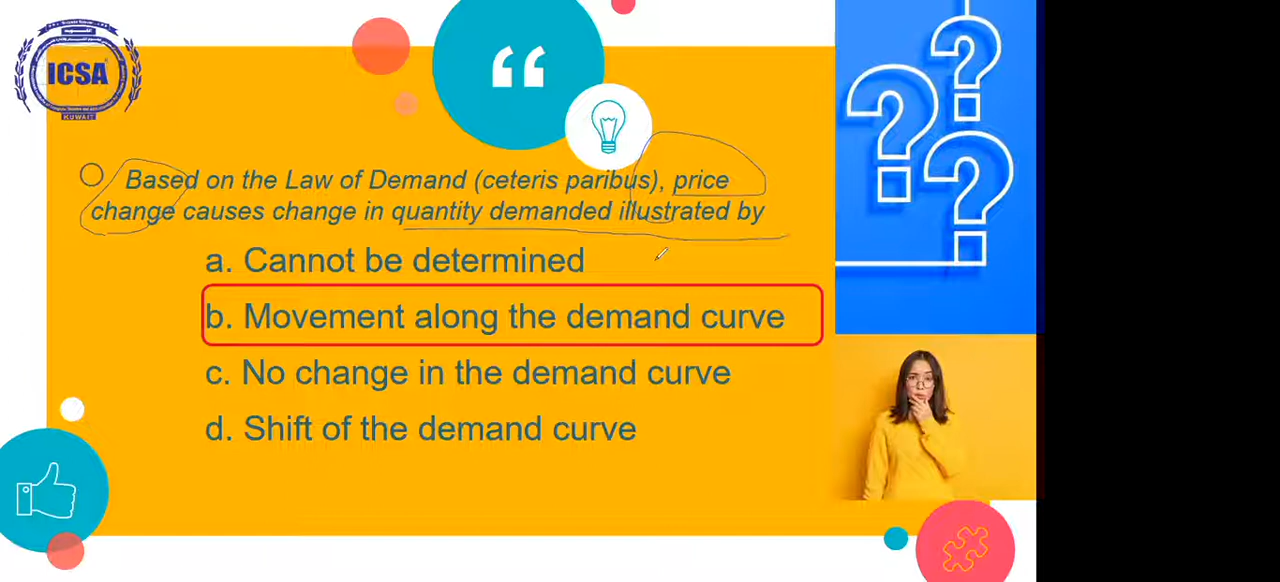 ICSA
KUWAIT
“
Based on the Law of Demand (ceteris paribus), price
change causes change in quantity demanded illustrated by
a. Cannot be determined
b. Movement along the demand curve
c. No change in the demand curve
d. Shift of the demand curve
? ? ?